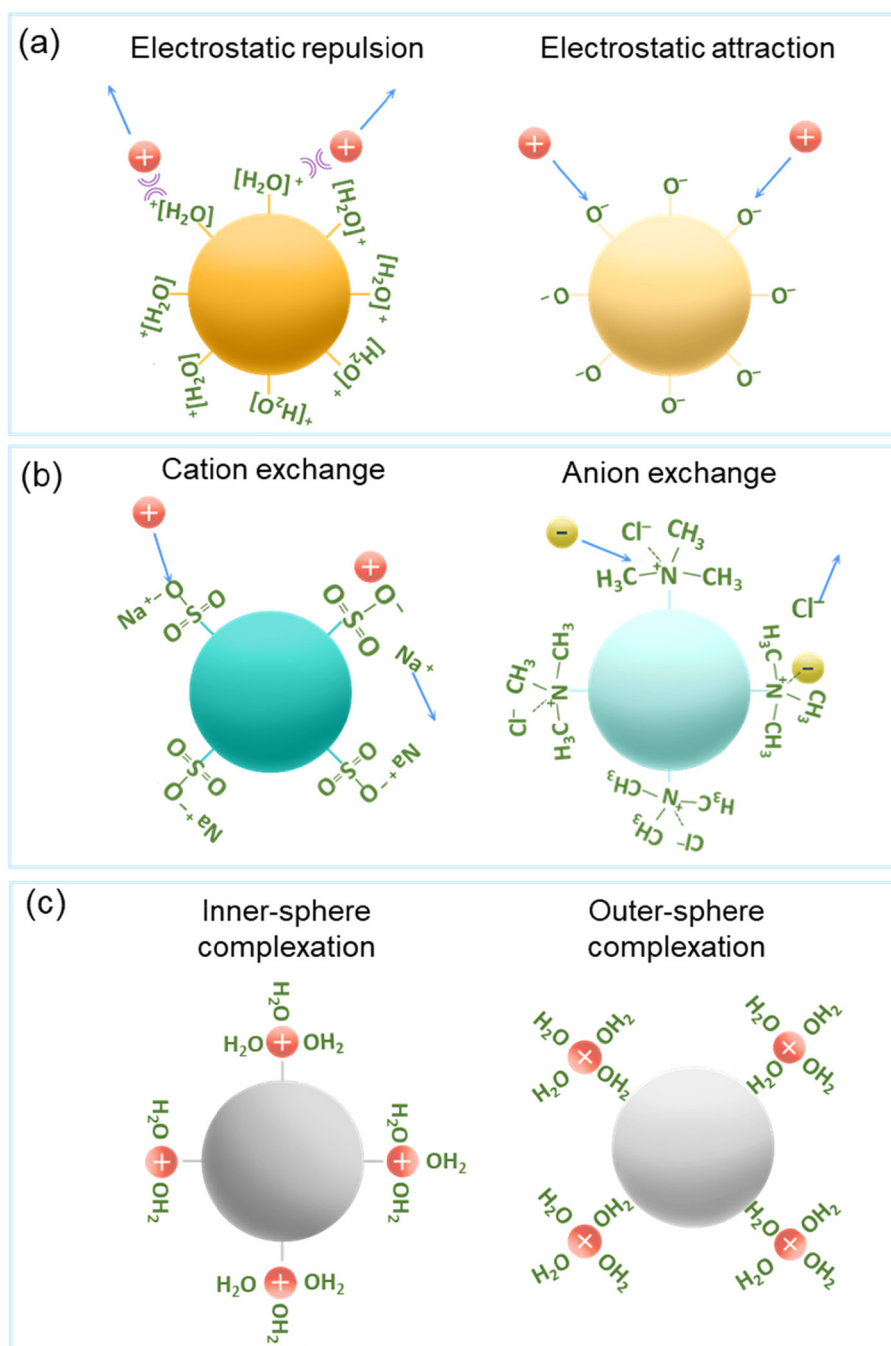 (a)
Electrostatic repulsion
Electrostatic attraction
+
+
⁺[H₂O]
[H₂O]⁺
[H₂O]⁺
⁺[H₂O]
[H₂O]⁺
⁺[H₂O]
[H₂O]⁺
⁺[H₂O]
+
+
O⁻
O⁻
O⁻
⁻O
O⁻
⁻O
O⁻
O⁻
(b)
Cation exchange
Anion exchange
+
Na⁺⁻O
S
O
O
+
O
S
O⁻
O
Na⁺
O
S
O
O⁻⁺Na
O
S
O
O⁻⁺Na
−
Cl⁻
CH₃
H₃C
N⁺
CH₃
Cl⁻
CH₃
CH₃
N⁺
Cl⁻
H₃C
H₃C
−
N⁺
CH₃
CH₃
CH₃
N⁺
H₃C
CH₃
Cl⁻
(c)
Inner-sphere
complexation
Outer-sphere
complexation
H₂O
H₂O + OH₂
H₂O
+
OH₂
H₂O
+ OH₂
OH₂
H₂O + OH₂
OH₂
H₂O OH₂
+
H₂O OH₂
H₂O OH₂
+
H₂O OH₂
H₂O OH₂
+
H₂O OH₂
H₂O OH₂
+
H₂O OH₂